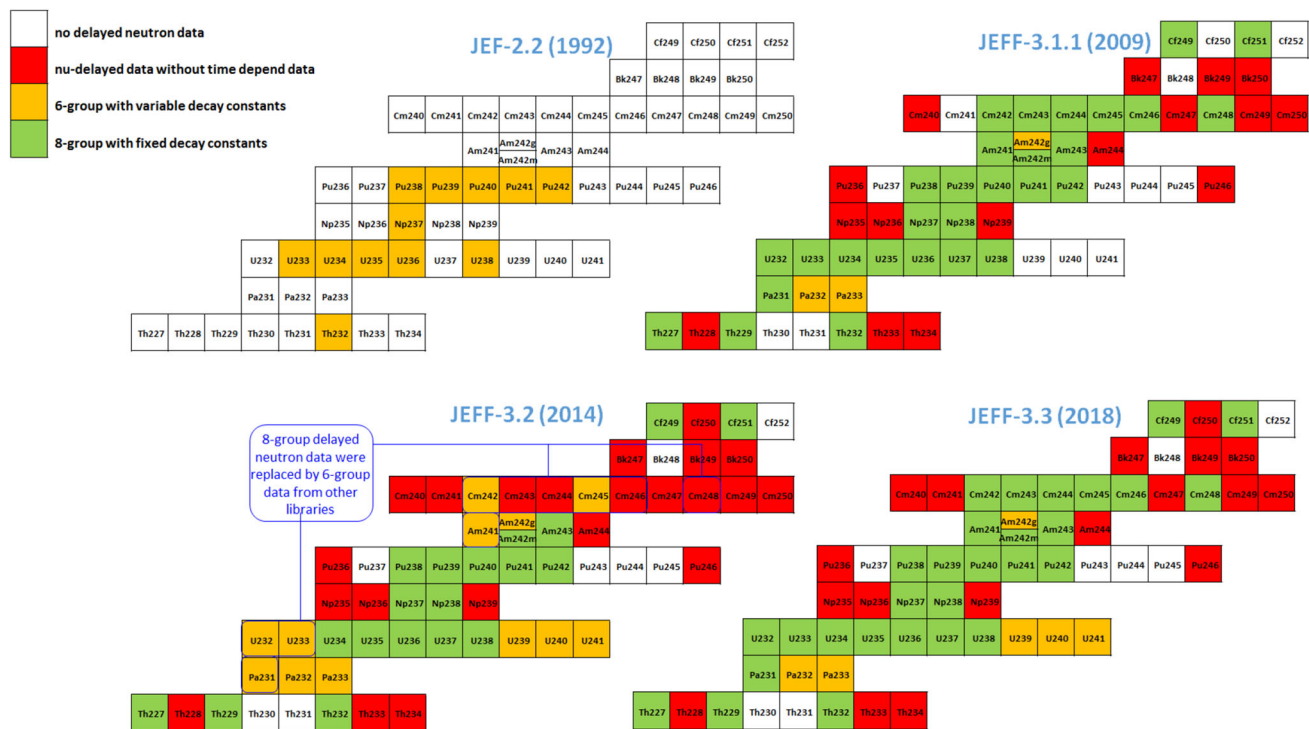 no delayed neutron data
nu-delayed data without time depend data
6-group with variable decay constants
8-group with fixed decay constants
JEF-2.2 (1992)
Cf249 Cf250 Cf251 Cf252
Bk247 Bk248 Bk249 Bk250
Cm240 Cm241 Cm242 Cm243 Cm244 Cm245 Cm246 Cm247 Cm248 Cm249 Cm250
Am241 Am242g Am243 Am244
Am242m
Pu236 Pu237 Pu238 Pu239 Pu240 Pu241 Pu242 Pu243 Pu244 Pu245 Pu246
Np235 Np236 Np237 Np238 Np239
U232 U233 U234 U235 U236 U237 U238 U239 U240 U241
Pa231 Pa232 Pa233
Th227 Th228 Th229 Th230 Th231 Th232 Th233 Th234
JEFF-3.1.1 (2009)
Cf249 Cf250 Cf251 Cf252
Bk247 Bk248 Bk249 Bk250
Cm240 Cm241 Cm242 Cm243 Cm244 Cm245 Cm246 Cm247 Cm248 Cm249 Cm250
Am241 Am242g Am243 Am244
Am242m
Pu236 Pu237 Pu238 Pu239 Pu240 Pu241 Pu242 Pu243 Pu244 Pu245 Pu246
Np235 Np236 Np237 Np238 Np239
U232 U233 U234 U235 U236 U237 U238 U239 U240 U241
Pa231 Pa232 Pa233
Th227 Th228 Th229 Th230 Th231 Th232 Th233 Th234
JEFF-3.2 (2014)
8-group delayed
neutron data were
replaced by 6-group
data from other
libraries
Cf249 Cf250 Cf251 Cf252
Bk247 Bk248 Bk249 Bk250
Cm240 Cm241 Cm242 Cm243 Cm244 Cm245 Cm246 Cm247 Cm248 Cm249 Cm250
Am241 Am242g Am243 Am244
Am242m
Pu236 Pu237 Pu238 Pu239 Pu240 Pu241 Pu242 Pu243 Pu244 Pu245 Pu246
Np235 Np236 Np237 Np238 Np239
U232 U233 U234 U235 U236 U237 U238 U239 U240 U241
Pa231 Pa232 Pa233
Th227 Th228 Th229 Th230 Th231 Th232 Th233 Th234
JEFF-3.3 (2018)
Cf249 Cf250 Cf251 Cf252
Bk247 Bk248 Bk249 Bk250
Cm240 Cm241 Cm242 Cm243 Cm244 Cm245 Cm246 Cm247 Cm248 Cm249 Cm250
Am241 Am242g Am243 Am244
Am242m
Pu236 Pu237 Pu238 Pu239 Pu240 Pu241 Pu242 Pu243 Pu244 Pu245 Pu246
Np235 Np236 Np237 Np238 Np239
U232 U233 U234 U235 U236 U237 U238 U239 U240 U241
Pa231 Pa232 Pa233
Th227 Th228 Th229 Th230 Th231 Th232 Th233 Th234